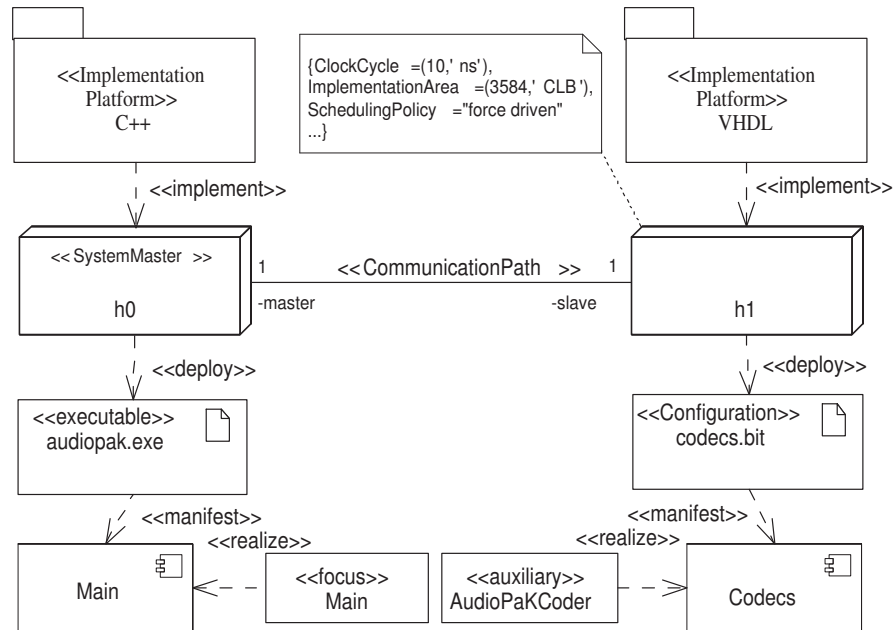 <<Implementation
Platform>>
C++
{ClockCycle =(10,' ns'),
ImplementationArea =(3584,' CLB'),
SchedulingPolicy ="force driven"
...}
<<Implementation
Platform>>
VHDL
<<implement>>
<<implement>>
<< SystemMaster >>
h0
1
<<CommunicationPath >>
1
-master
-slave
h1
<<deploy>>
<<deploy>>
<<executable>>
audiopak.exe
<<Configuration>>
codecs.bit
<<manifest>>
<<manifest>>
<<realize>>
<<realize>>
Main
<<focus>>
Main
<<auxiliary>>
AudioPaKCoder
Codecs